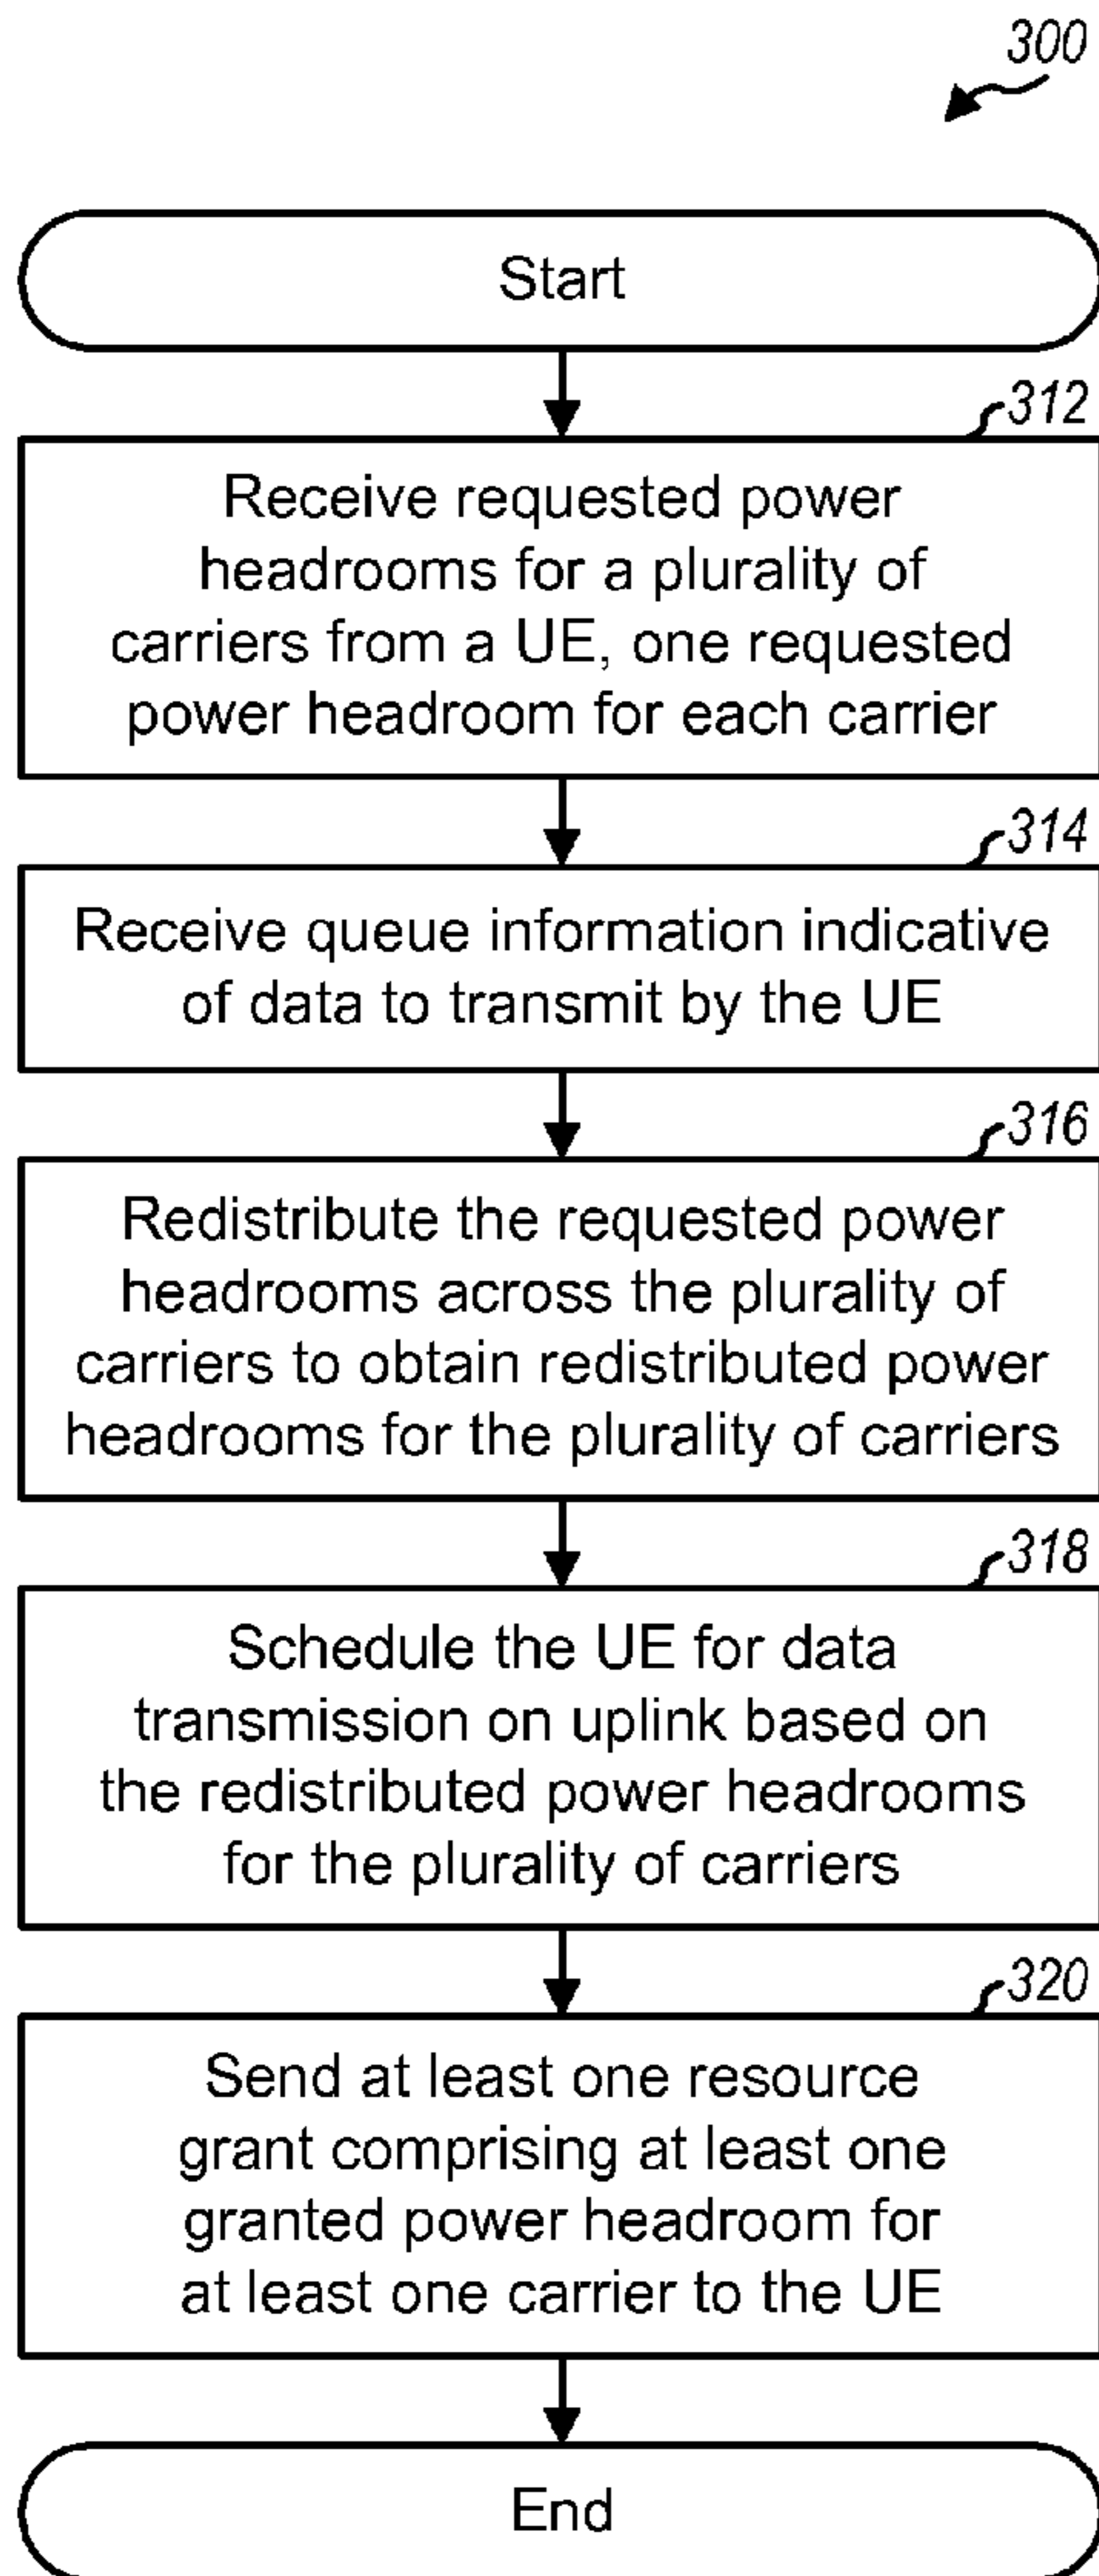 300
Start
312
Receive requested power
headrooms for a plurality of
carriers from a UE, one requested
power headroom for each carrier
314
Receive queue information indicative
of data to transmit by the UE
316
Redistribute the requested power
headrooms across the plurality of
carriers to obtain redistributed power
headrooms for the plurality of carriers
318
Schedule the UE for data
transmission on uplink based on
the redistributed power headrooms
for the plurality of carriers
320
Send at least one resource
grant comprising at least one
granted power headroom for
at least one carrier to the UE
End